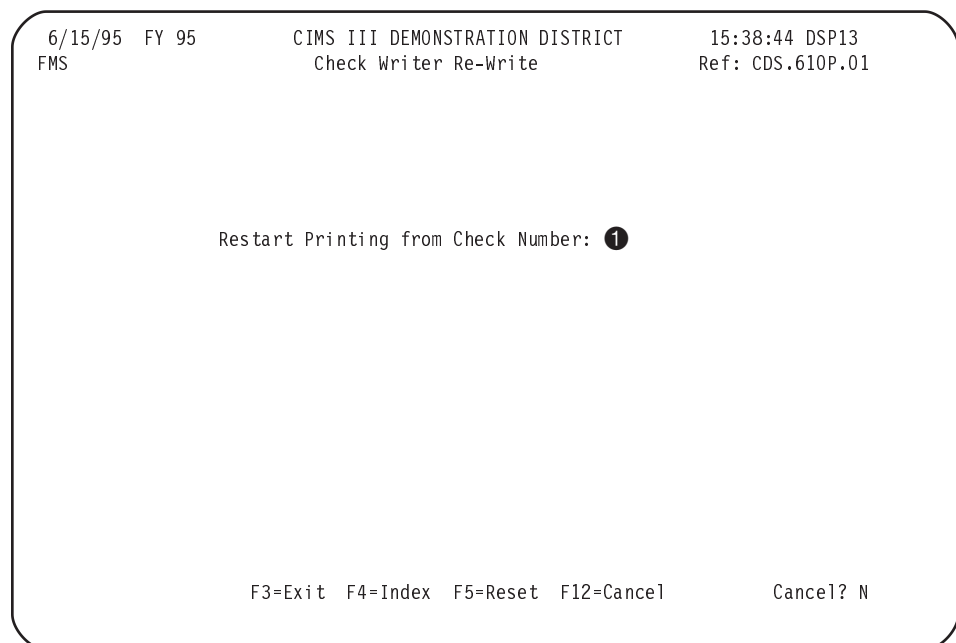 6/15/95 FY 95 CIMS III DEMONSTRATION DISTRICT 15:38:44 DSP13
FMS Check Writer Re-Write Ref: CDS.610P.01
Restart Printing from Check Number: ❶
F3=Exit F4=Index F5=Reset F12=Cancel Cancel? N